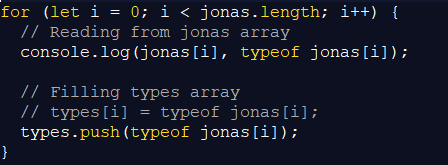 for (let i = 0; i < jonas.length; i++) {
  // Reading from jonas array
  console.log(jonas[i], typeof jonas[i]);

  // Filling types array
  // types[i] = typeof jonas[i];
  types.push(typeof jonas[i]);
}